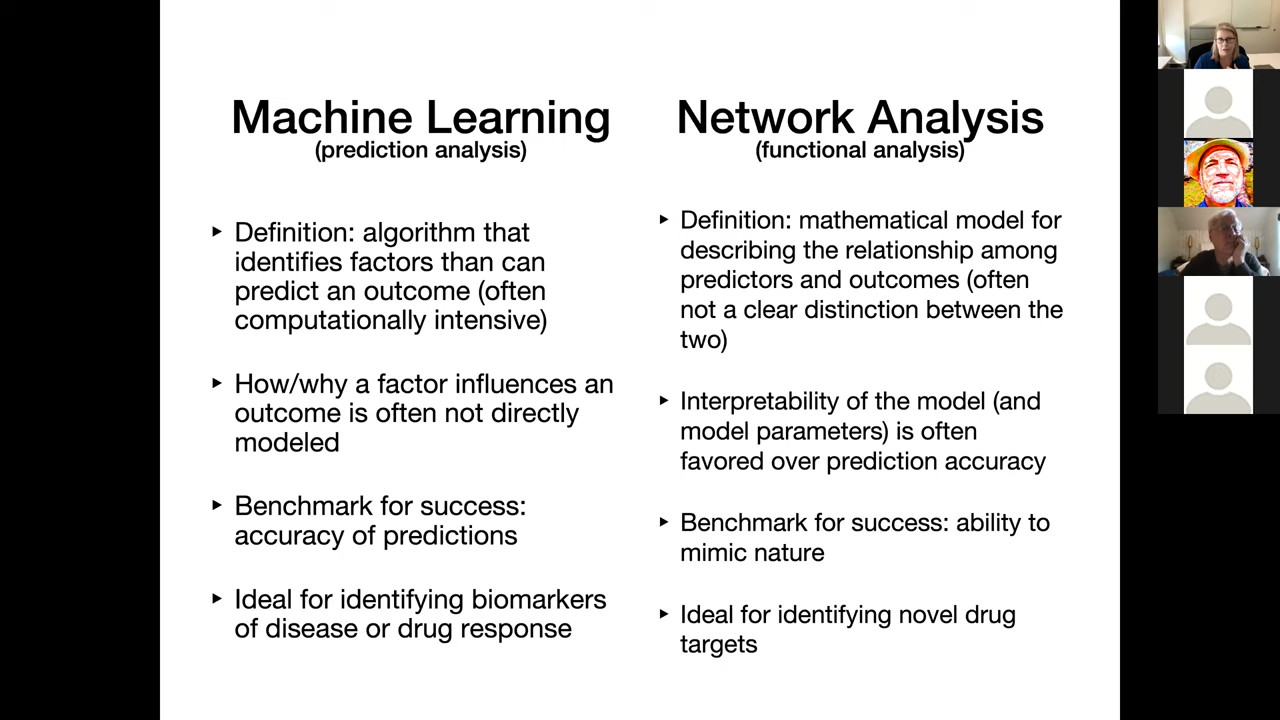 Machine Learning
(prediction analysis)
‣ Definition: algorithm that
identifies factors than can
predict an outcome (often
computationally intensive)
‣ How/why a factor influences an
outcome is often not directly
modeled
‣ Benchmark for success:
accuracy of predictions
‣ Ideal for identifying biomarkers
of disease or drug response
Network Analysis
(functional analysis)
‣ Definition: mathematical model for
describing the relationship among
predictors and outcomes (often
not a clear distinction between the
two)
‣ Interpretability of the model (and
model parameters) is often
favored over prediction accuracy
‣ Benchmark for success: ability to
mimic nature
‣ Ideal for identifying novel drug
targets